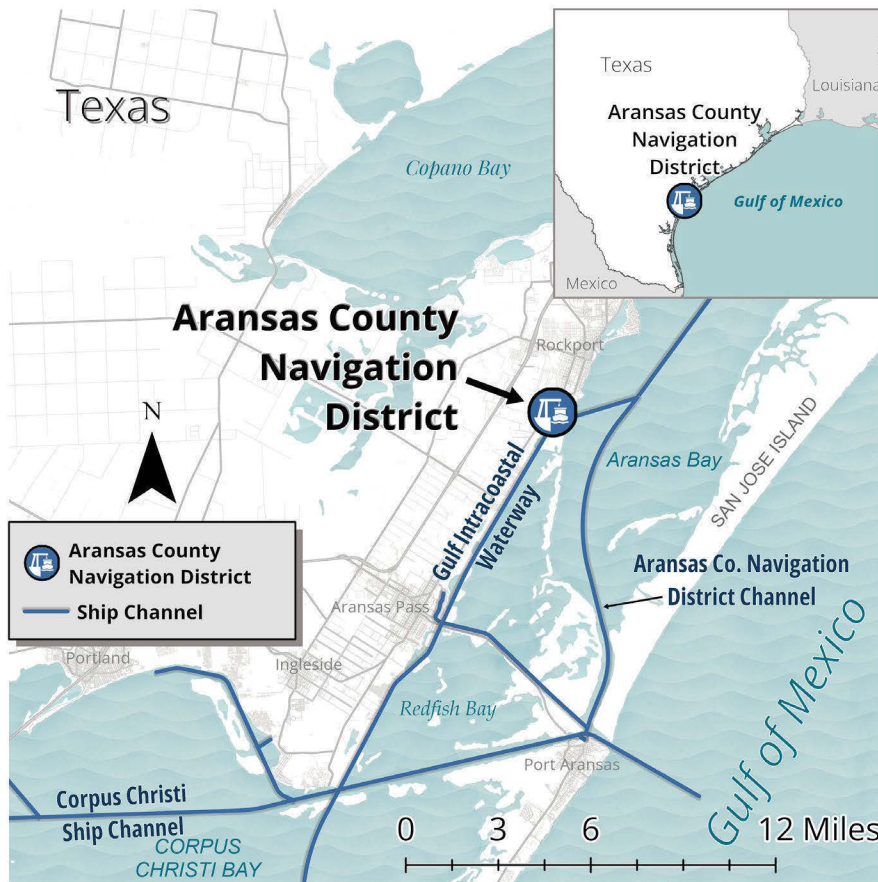 Texas
Copano Bay
Texas
Louisiana
Aransas County
Navigation
District
Gulf of Mexico
Mexico
Aransas County
Navigation
District
Rockport
N
Aransas Bay
SAN JOSE ISLAND
Gulf Intracoastal
Waterway
Aransas County
Navigation District
Ship Channel
Aransas Co. Navigation
District Channel
Aransas Pass
Portland
Ingleside
Redfish Bay
Gulf of Mexico
Port Aransas
Corpus Christi
Ship Channel
CORPUS
CHRISTI BAY
0 3 6 12 Miles